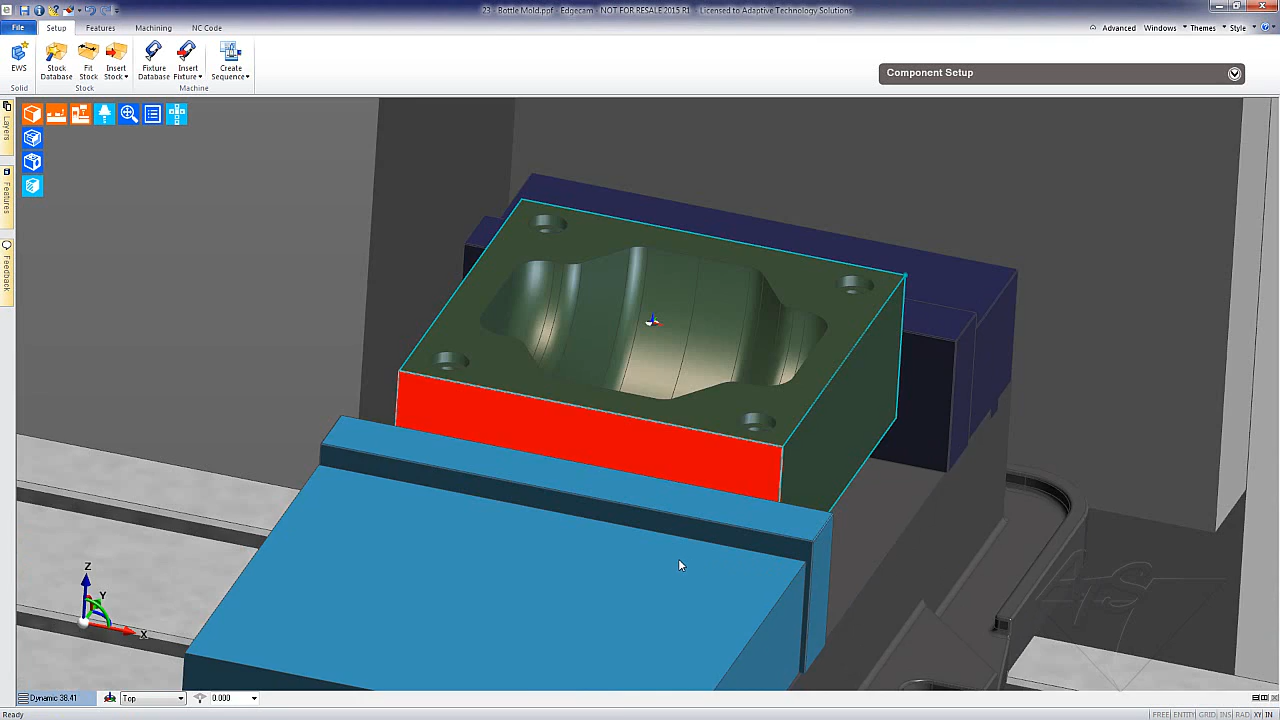 23 - Bottle Mold.ppf - Edgecam - NOT FOR RESALE 2015 R1 - Licensed to Adaptive Technology Solutions
File Setup Features Machining NC Code Advanced Windows Themes Style
EWS
Stock Database
Fit Stock
Insert Stock
Fixture Database
Insert Fixture
Create Sequence
Solid Stock Machine
Component Setup
Layers
Features
Feedback
Z
Y
X
Dynamic 38.41 Top 0.000
Ready FREE ENTITY GRID INS RAD XY IN